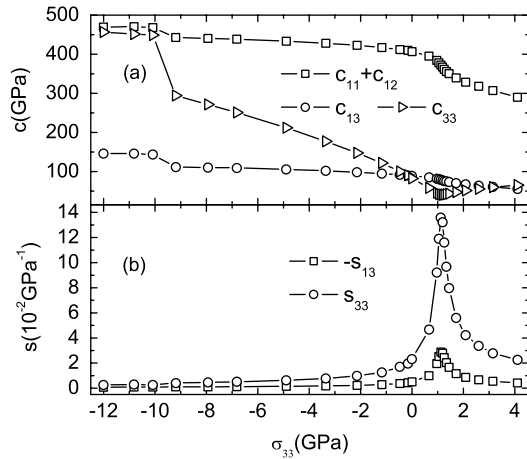 500
400
300
200
100
c(GPa)
(a)
c₁₁+c₁₂
c₁₃ c₃₃
14
12
10
8
6
4
2
0
s(10⁻²GPa⁻¹)
(b)
-s₁₃
s₃₃
-12 -10 -8 -6 -4 -2 0 2 4
σ₃₃(GPa)